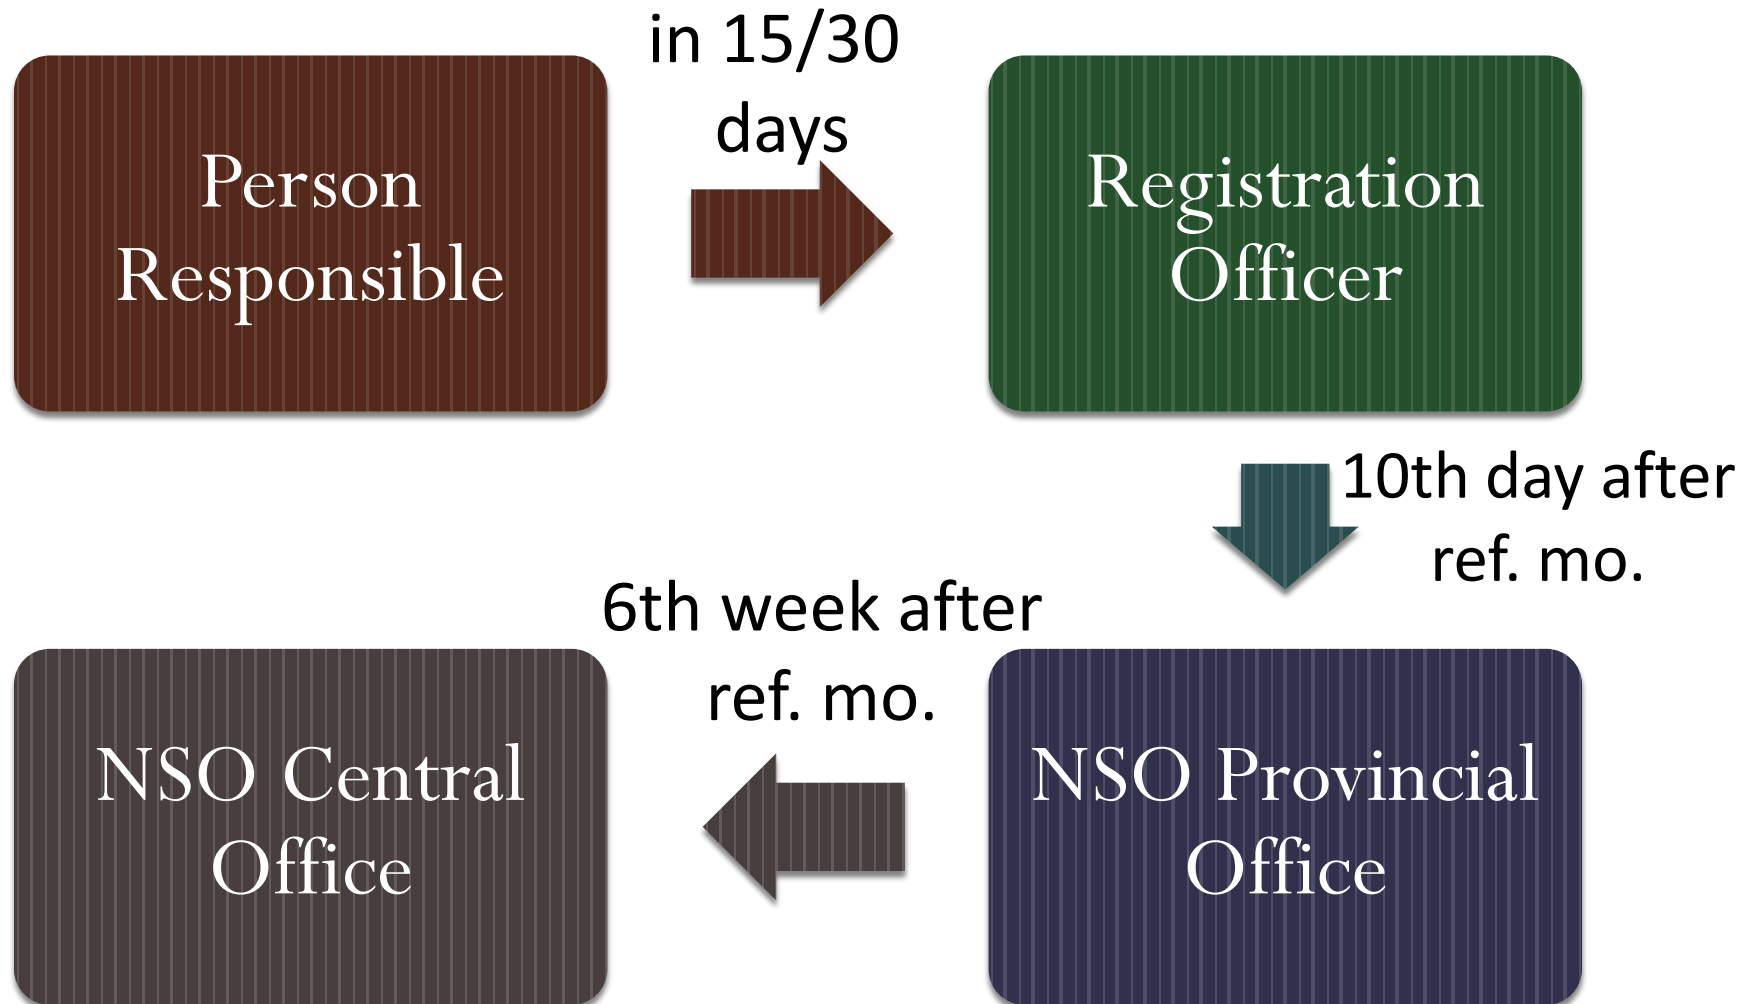 Person
Responsible
in 15/30
days
Registration
Officer
10th day after
ref. mo.
NSO Provincial
Office
6th week after
ref. mo.
NSO Central
Office